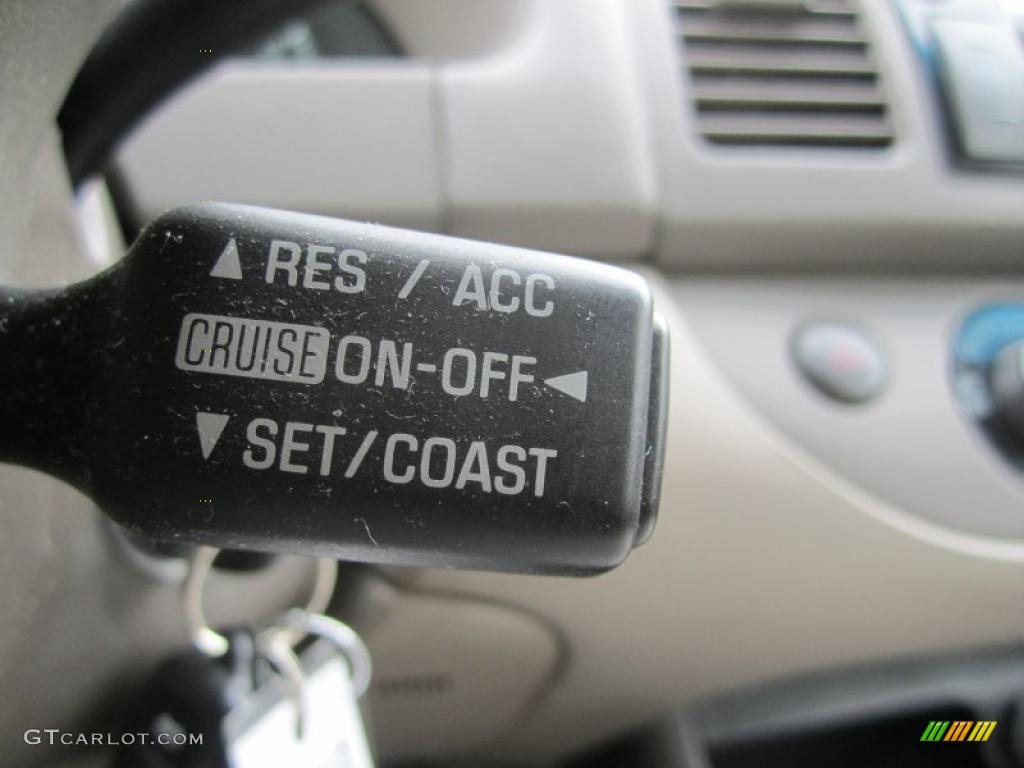 RES / ACC
CRUISE ON-OFF
SET/COAST
GTCARLOT.COM